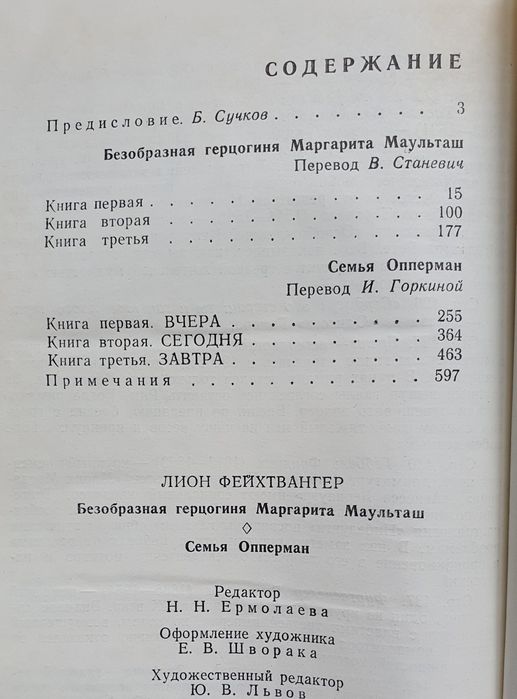 СОДЕРЖАНИЕ
Предисловие. Б. Сучков . . . . . . . . 3
Безобразная герцогиня Маргарита Маульташ
Перевод В. Станевич
Книга первая . . . . . . . . . . . . . 15
Книга вторая . . . . . . . . . . . . 100
Книга третья . . . . . . . . . . . . 177
Семья Опперман
Перевод И. Горкиной
Книга первая. ВЧЕРА . . . . . . . . . 255
Книга вторая. СЕГОДНЯ . . . . . . . . 364
Книга третья. ЗАВТРА . . . . . . . . . 463
Примечания . . . . . . . . . . . . 597
ЛИОН ФЕЙХТВАНГЕР
Безобразная герцогиня Маргарита Маульташ
◊
Семья Опперман
Редактор
Н. Н. Ермолаева
Оформление художника
Е. В. Шворака
Художественный редактор
Ю. В. Львов